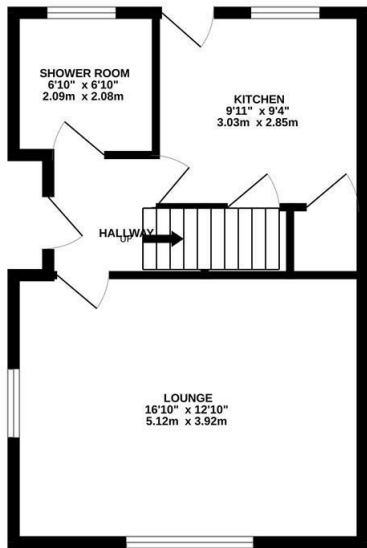 SHOWER ROOM
6'10" x 6'10"
2.09m x 2.08m
KITCHEN
9'11" x 9'4"
3.03m x 2.85m
HALLWAY
UP
LOUNGE
16'10" x 12'10"
5.12m x 3.92m